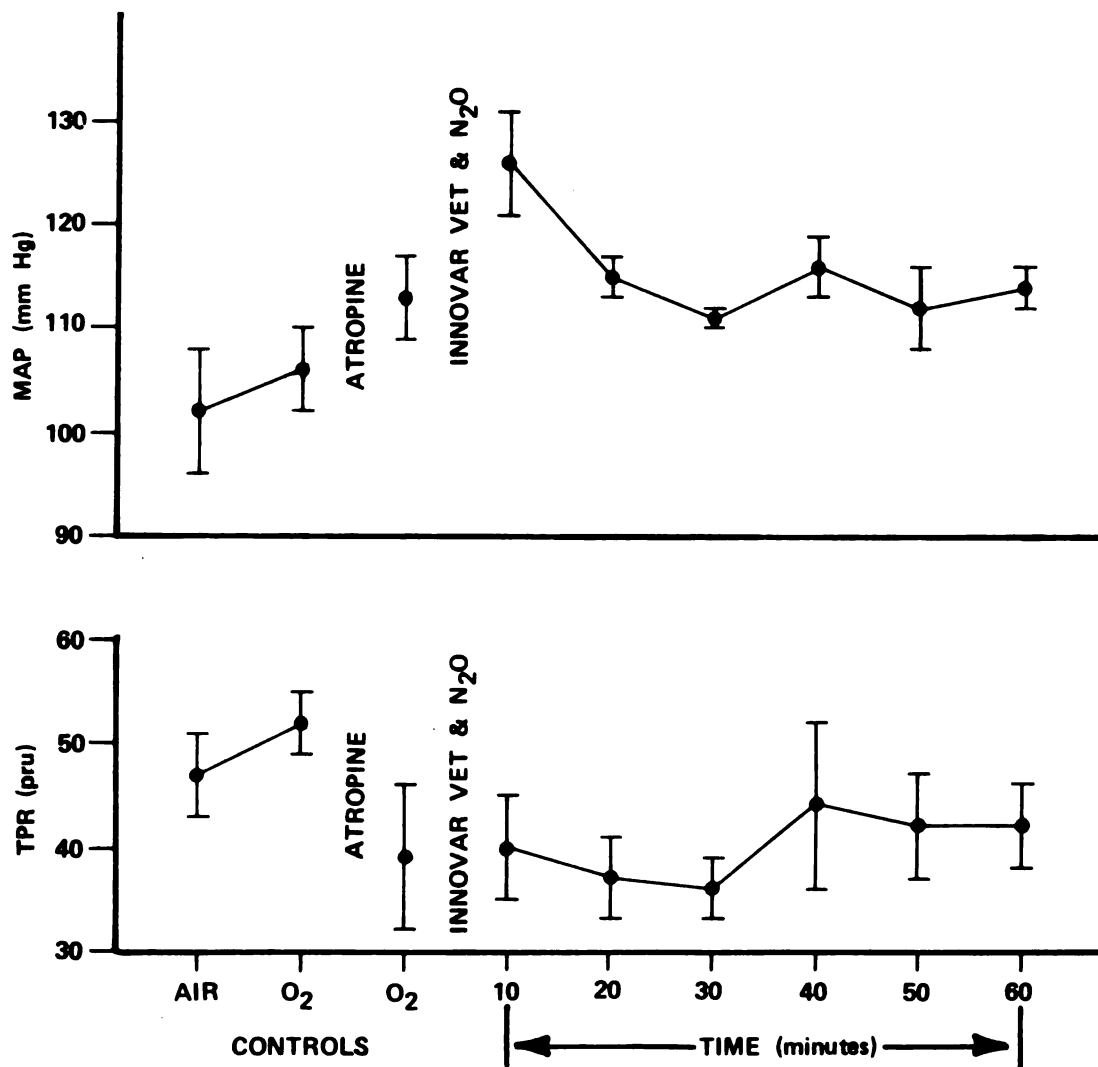 130
120
110
100
90
MAP (mm Hg)
ATROPINE
INNOVAR VET & N2O
60
50
40
30
TPR (pru)
ATROPINE
INNOVAR VET & N2O
AIR O2 O2 10 20 30 40 50 60
CONTROLS TIME (minutes)